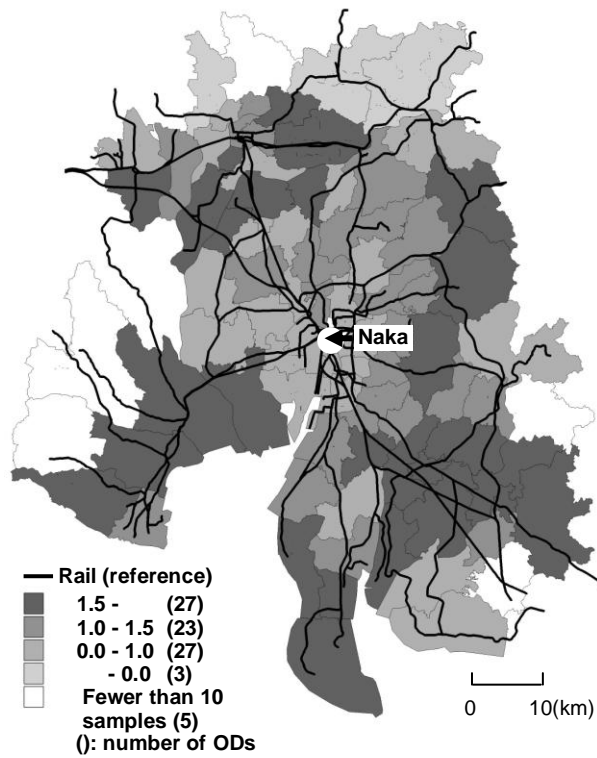 Naka
Rail (reference)
1.5 - (27)
1.0 - 1.5 (23)
0.0 - 1.0 (27)
- 0.0 (3)
Fewer than 10
samples (5)
(): number of ODs
0 10(km)